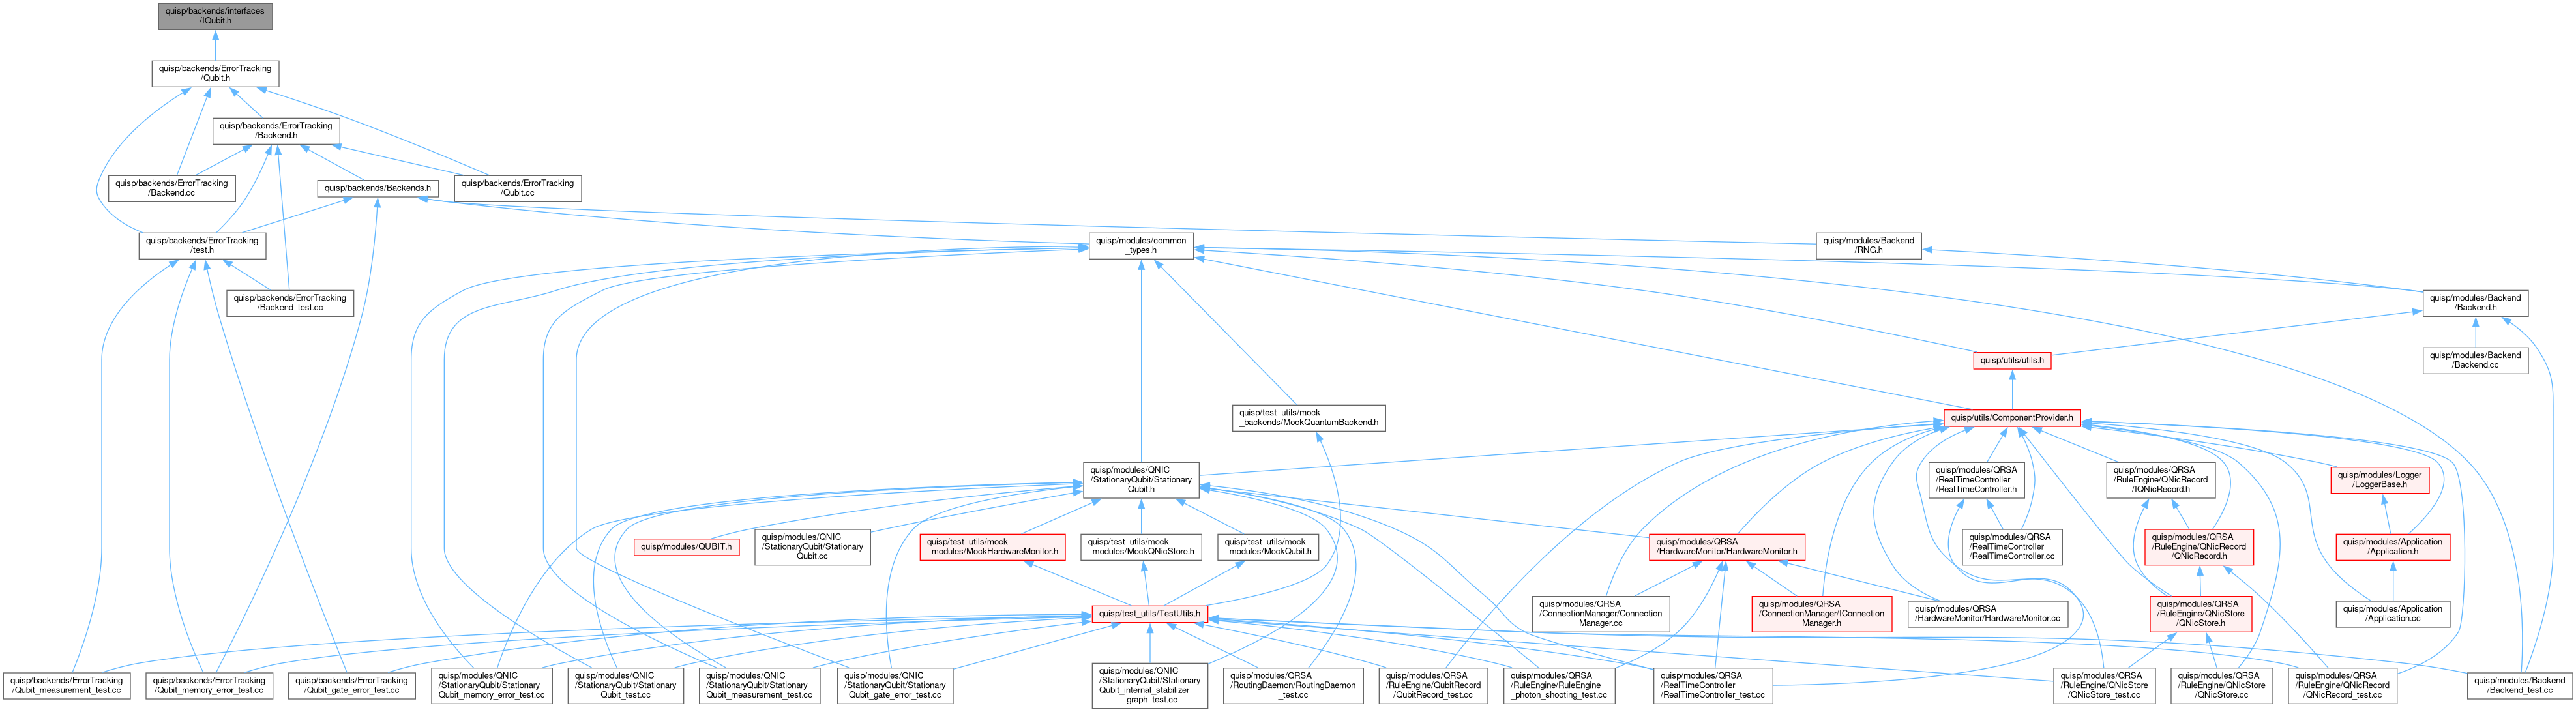 quisp/backends/interfaces
/IQubit.h
quisp/backends/ErrorTracking
/Qubit.h
quisp/backends/ErrorTracking
/Backend.h
quisp/backends/ErrorTracking
/Backend.cc
quisp/backends/Backends.h
quisp/backends/ErrorTracking
/Qubit.cc
quisp/backends/ErrorTracking
/test.h
quisp/modules/common
_types.h
quisp/modules/Backend
/RNG.h
quisp/backends/ErrorTracking
/Backend_test.cc
quisp/modules/Backend
/Backend.h
quisp/utils/utils.h
quisp/modules/Backend
/Backend.cc
quisp/test_utils/mock
_backends/MockQuantumBackend.h
quisp/utils/ComponentProvider.h
quisp/modules/QNIC
/StationaryQubit/Stationary
Qubit.h
quisp/modules/QRSA
/RealTimeController
/RealTimeController.h
quisp/modules/QRSA
/RuleEngine/QNicRecord
/IQNicRecord.h
quisp/modules/Logger
/LoggerBase.h
quisp/modules/QUBIT.h
quisp/modules/QNIC
/StationaryQubit/Stationary
Qubit.cc
quisp/test_utils/mock
_modules/MockHardwareMonitor.h
quisp/test_utils/mock
_modules/MockQNicStore.h
quisp/test_utils/mock
_modules/MockQubit.h
quisp/modules/QRSA
/HardwareMonitor/HardwareMonitor.h
quisp/modules/QRSA
/RealTimeController
/RealTimeController.cc
quisp/modules/QRSA
/RuleEngine/QNicRecord
/QNicRecord.h
quisp/modules/Application
/Application.h
quisp/test_utils/TestUtils.h
quisp/modules/QRSA
/ConnectionManager/Connection
Manager.cc
quisp/modules/QRSA
/ConnectionManager/IConnection
Manager.h
quisp/modules/QRSA
/HardwareMonitor/HardwareMonitor.cc
quisp/modules/QRSA
/RuleEngine/QNicStore
/QNicStore.h
quisp/modules/Application
/Application.cc
quisp/backends/ErrorTracking
/Qubit_measurement_test.cc
quisp/backends/ErrorTracking
/Qubit_memory_error_test.cc
quisp/backends/ErrorTracking
/Qubit_gate_error_test.cc
quisp/modules/QNIC
/StationaryQubit/Stationary
Qubit_memory_error_test.cc
quisp/modules/QNIC
/StationaryQubit/Stationary
Qubit_test.cc
quisp/modules/QNIC
/StationaryQubit/Stationary
Qubit_measurement_test.cc
quisp/modules/QNIC
/StationaryQubit/Stationary
Qubit_gate_error_test.cc
quisp/modules/QNIC
/StationaryQubit/Stationary
Qubit_internal_stabilizer
_graph_test.cc
quisp/modules/QRSA
/RoutingDaemon/RoutingDaemon
_test.cc
quisp/modules/QRSA
/RuleEngine/QubitRecord
/QubitRecord_test.cc
quisp/modules/QRSA
/RuleEngine/RuleEngine
_photon_shooting_test.cc
quisp/modules/QRSA
/RealTimeController
/RealTimeController_test.cc
quisp/modules/QRSA
/RuleEngine/QNicStore
/QNicStore_test.cc
quisp/modules/QRSA
/RuleEngine/QNicStore
/QNicStore.cc
quisp/modules/QRSA
/RuleEngine/QNicRecord
/QNicRecord_test.cc
quisp/modules/Backend
/Backend_test.cc